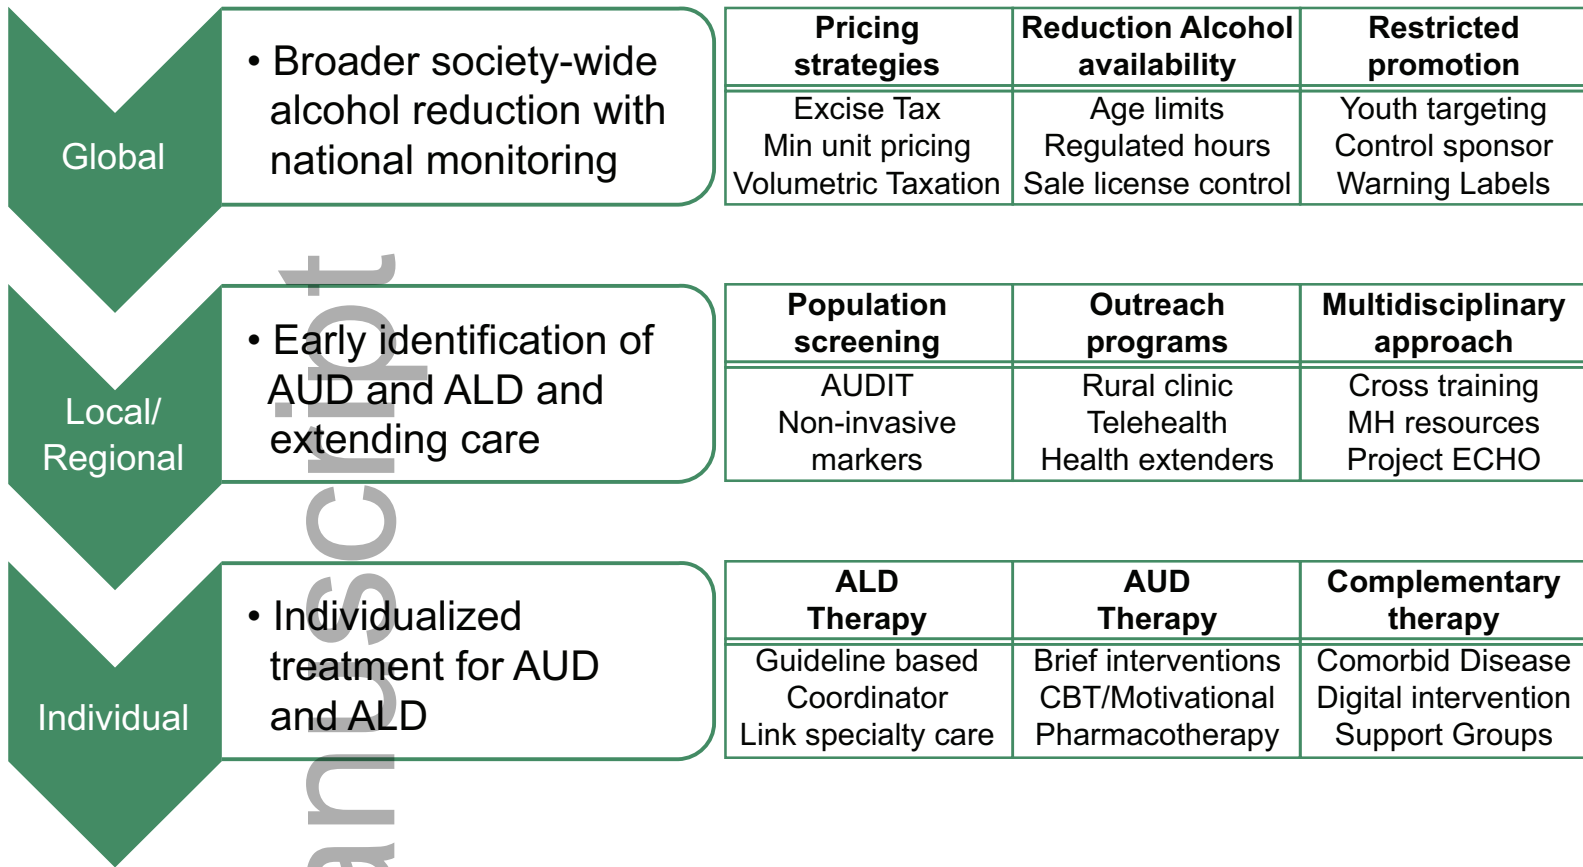 Global
• Broader society-wide
alcohol reduction with
national monitoring
Pricing
strategies
Excise Tax
Min unit pricing
Volumetric Taxation
Reduction Alcohol
availability
Age limits
Regulated hours
Sale license control
Restricted
promotion
Youth targeting
Control sponsor
Warning Labels
Local/
Regional
• Early identification of
AUD and ALD and
extending care
Population
screening
AUDIT
Non-invasive
markers
Outreach
programs
Rural clinic
Telehealth
Health extenders
Multidisciplinary
approach
Cross training
MH resources
Project ECHO
Individual
• Individualized
treatment for AUD
and ALD
ALD
Therapy
Guideline based
Coordinator
Link specialty care
AUD
Therapy
Brief interventions
CBT/Motivational
Pharmacotherapy
Complementary
therapy
Comorbid Disease
Digital intervention
Support Groups
anuscript